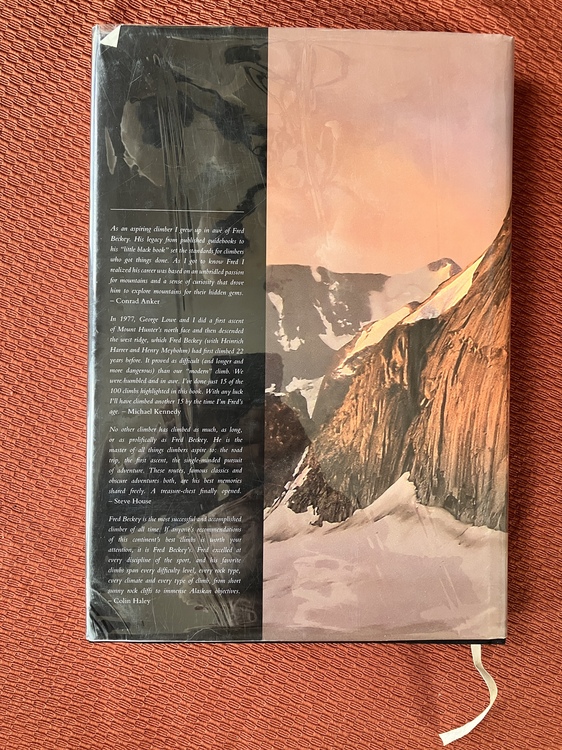 As an aspiring climber I grew up in awe of Fred
Beckey. His legacy from published guidebooks to
his "little black book" set the standards for climbers
who got things done. As I got to know Fred I
realized his career was based on an unbridled passion
for mountains and a sense of curiosity that drove
him to explore mountains for their hidden gems.
– Conrad Anker
In 1977, George Lowe and I did a first ascent
of Mount Hunter's north face and then descended
the west ridge, which Fred Beckey (with Heinrich
Harrer and Henry Meybohm) had first climbed 22
years before. It proved as difficult (and longer and
more dangerous) than our "modern" climb. We
were humbled and in awe. I've done just 15 of the
100 climbs highlighted in this book. With any luck
I'll have climbed another 15 by the time I'm Fred's
age. – Michael Kennedy
No other climber has climbed as much, as long,
or as prolifically as Fred Beckey. He is the
master of all things climbers aspire to: the road
trip, the first ascent, the single-minded pursuit
of adventure. These routes, famous classics and
obscure adventures both, are his best memories
shared freely. A treasure-chest finally opened.
– Steve House
Fred Beckey is the most successful and accomplished
climber of all time. If anyone's recommendations
of this continent's best climbs is worth your
attention, it is Fred Beckey's. Fred excelled at
every discipline of the sport, and his favorite
climbs span every difficulty level, every rock type,
every climate and every type of climb, from short
sunny rock cliffs to immense Alaskan objectives.
– Colin Haley